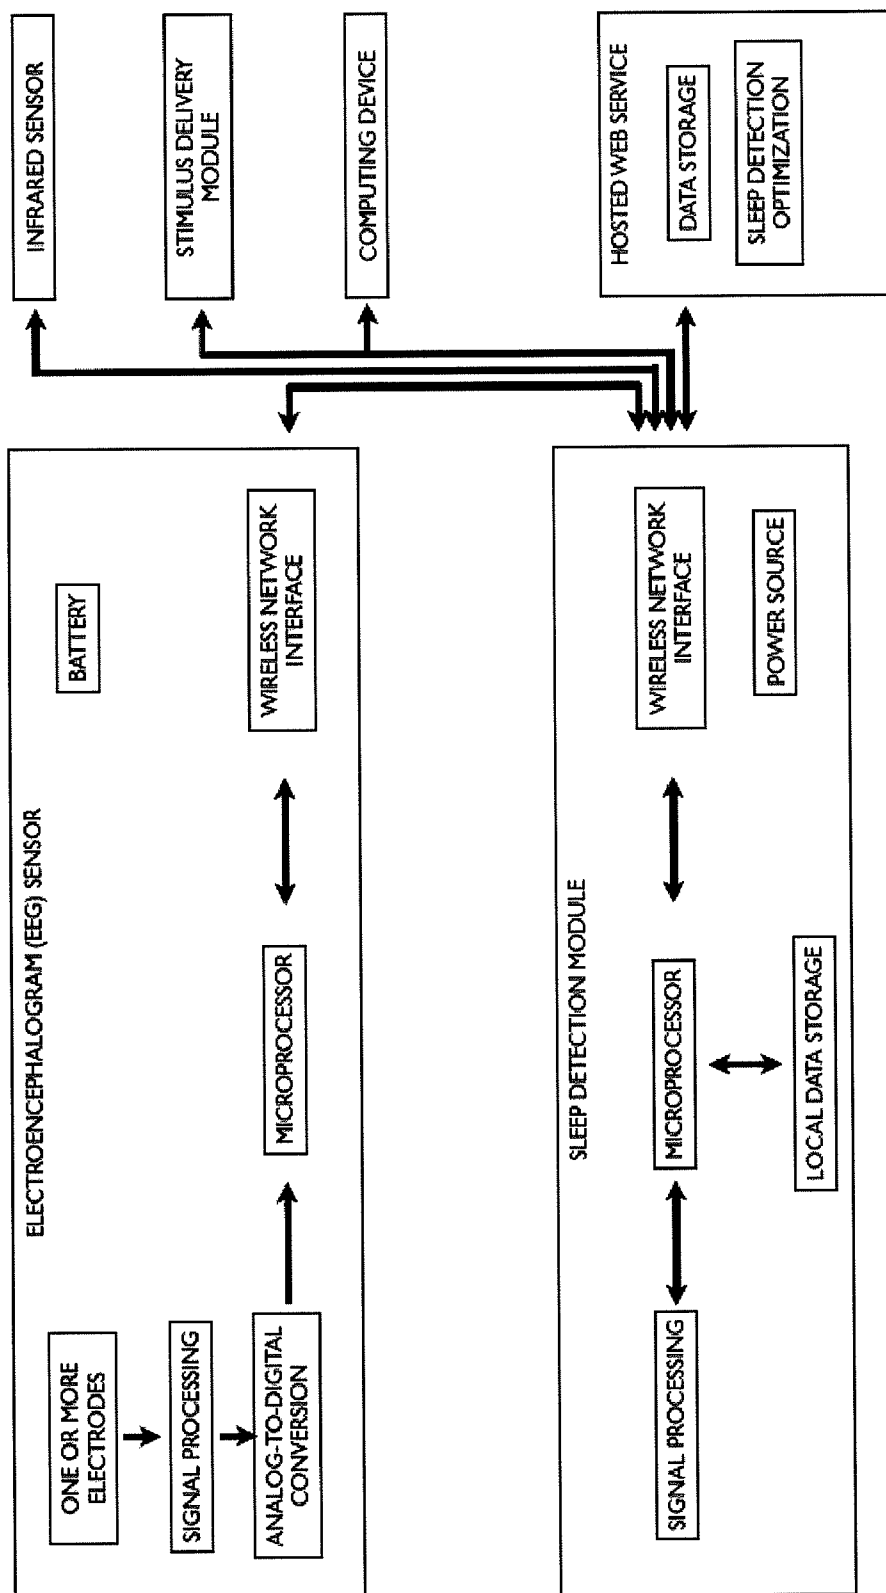 ELECTROENCEPHALOGRAM (EEG) SENSOR
ONE OR MORE
ELECTRODES
SIGNAL PROCESSING
ANALOG-TO-DIGITAL
CONVERSION
MICROPROCESSOR
BATTERY
WIRELESS NETWORK
INTERFACE
INFRARED SENSOR
STIMULUS DELIVERY
MODULE
COMPUTING DEVICE
SLEEP DETECTION MODULE
SIGNAL PROCESSING
MICROPROCESSOR
LOCAL DATA STORAGE
WIRELESS NETWORK
INTERFACE
POWER SOURCE
HOSTED WEB SERVICE
DATA STORAGE
SLEEP DETECTION
OPTIMIZATION